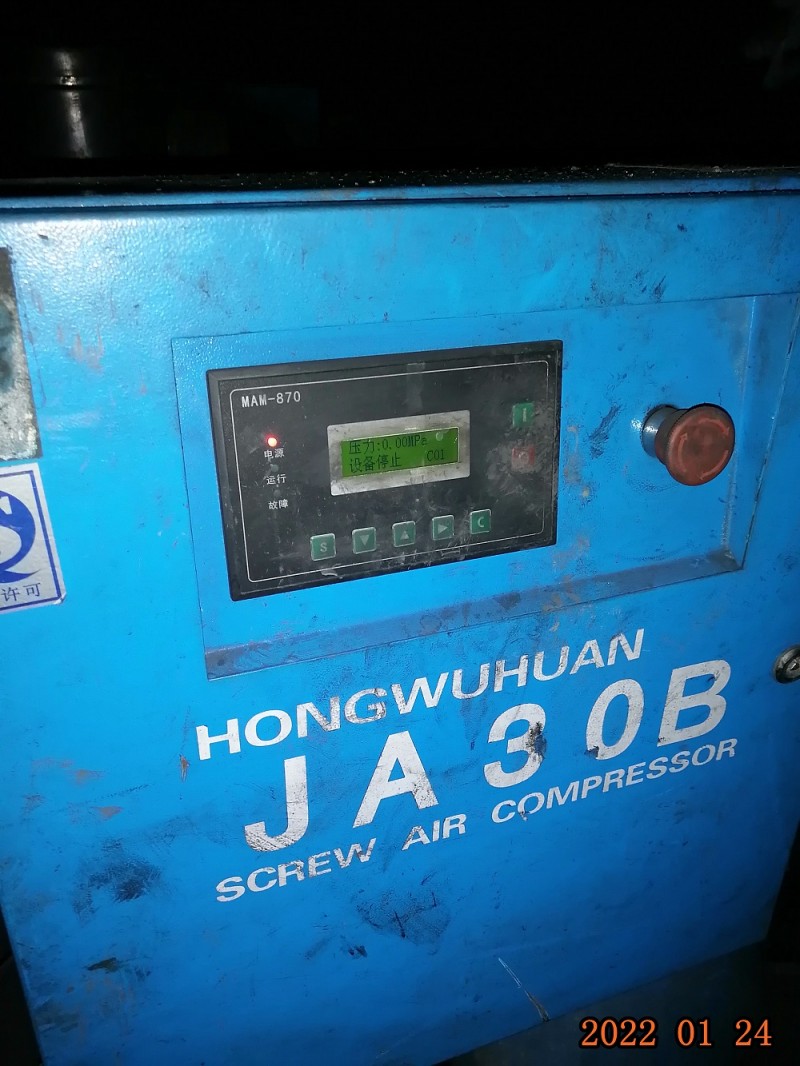 MAM-870
电源
压力:0.00MPa
设备停止 C01
运行
故障
S
C
许可
HONGWUHUAN
JA30B
SCREW AIR COMPRESSOR
2022 01 24